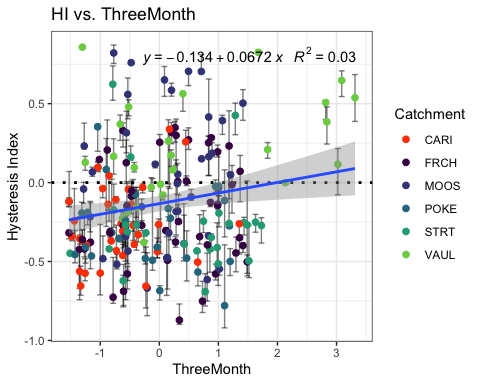 HI vs. ThreeMonth
y = −0.134 + 0.0672 x R² = 0.03
Hysteresis Index
0.5
0.0
-0.5
-1.0
-1
0
1
2
3
ThreeMonth
Catchment
CARI
FRCH
MOOS
POKE
STRT
VAUL